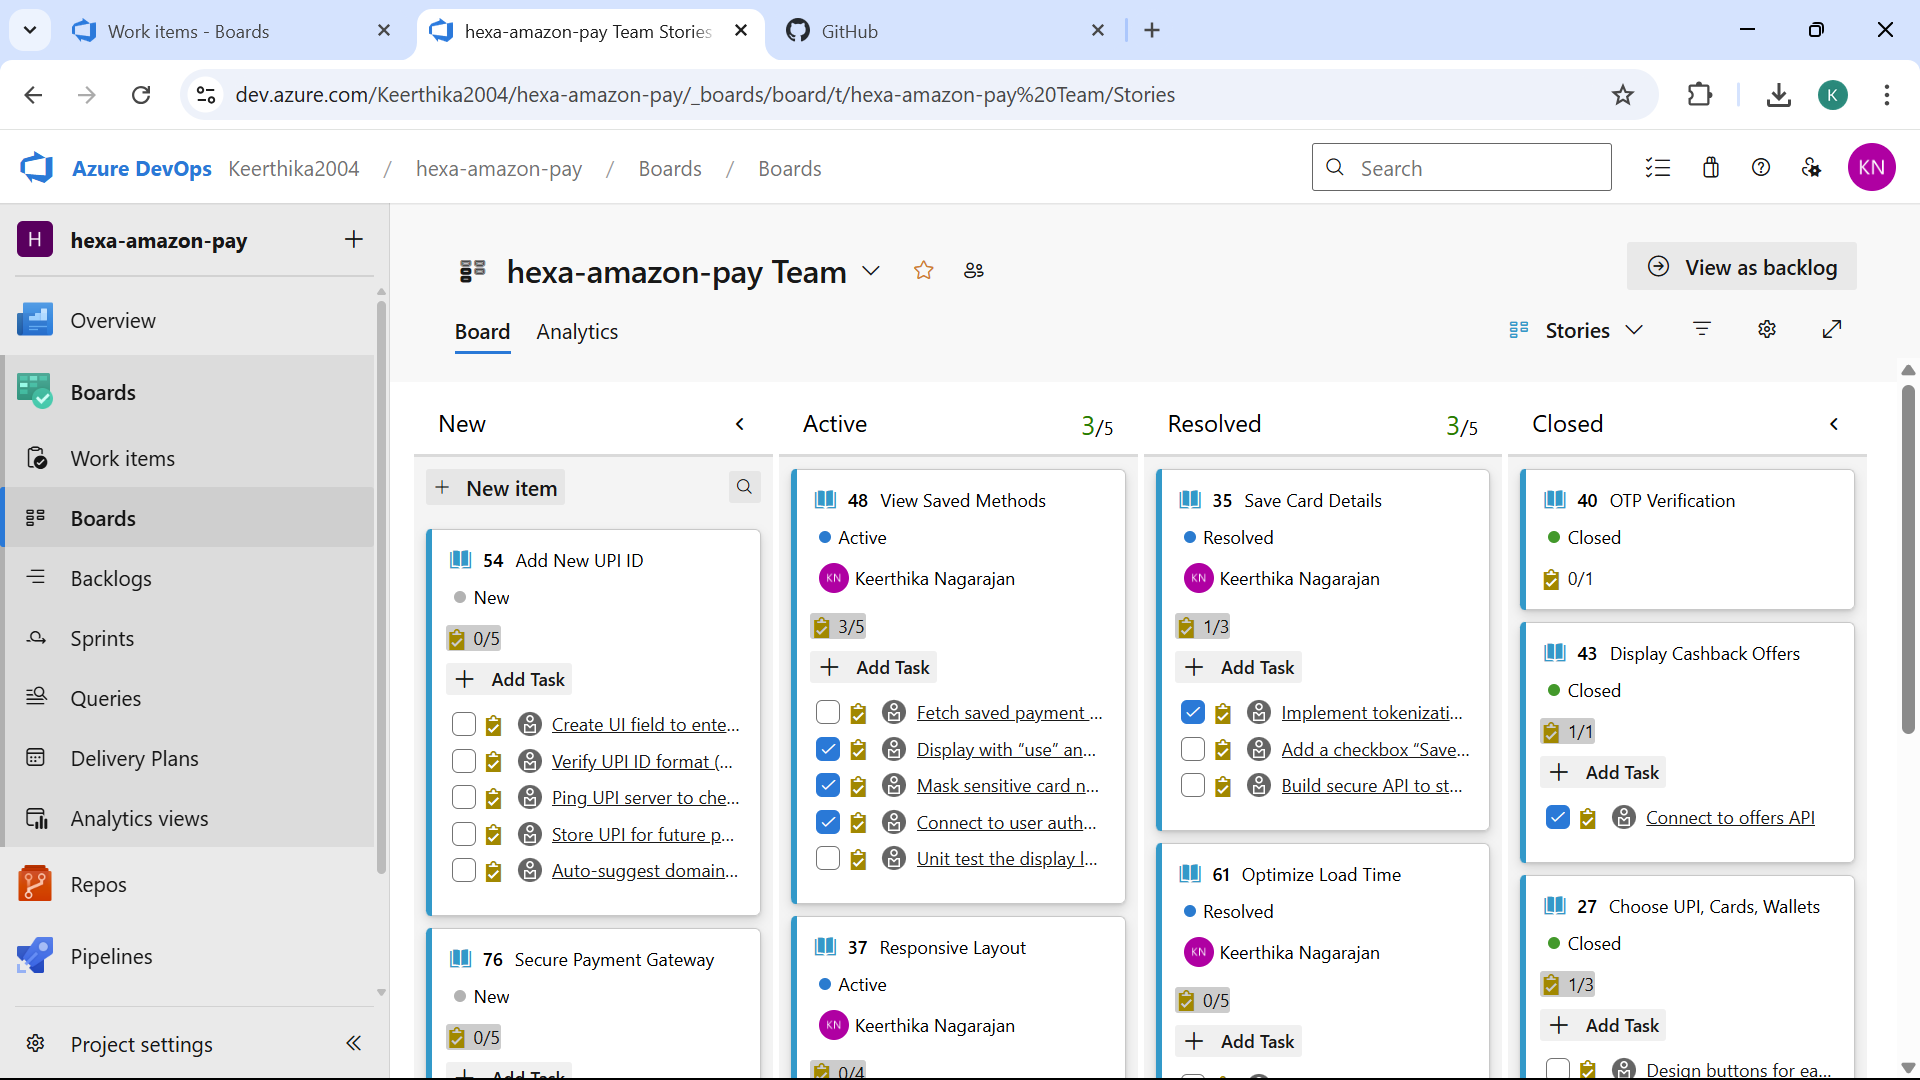 Work items - Boards
hexa-amazon-pay Team Stories
GitHub
dev.azure.com/Keerthika2004/hexa-amazon-pay/_boards/board/t/hexa-amazon-pay%20Team/Stories
K
Azure DevOps Keerthika2004 / hexa-amazon-pay / Boards / Boards
Search
KN
H hexa-amazon-pay
Overview
Boards
Work items
Boards
Backlogs
Sprints
Queries
Delivery Plans
Analytics views
Repos
Pipelines
Project settings
hexa-amazon-pay Team
View as backlog
Board Analytics
Stories
New
New item
54 Add New UPI ID
New
0/5
Add Task
Create UI field to ente...
Verify UPI ID format (...
Ping UPI server to che...
Store UPI for future p...
Auto-suggest domain...
76 Secure Payment Gateway
New
0/5
Add Task
Active 3/5
48 View Saved Methods
Active
KN Keerthika Nagarajan
3/5
Add Task
Fetch saved payment ...
Display with “use” an...
Mask sensitive card n...
Connect to user auth...
Unit test the display l...
37 Responsive Layout
Active
KN Keerthika Nagarajan
0/4
Resolved 3/5
35 Save Card Details
Resolved
KN Keerthika Nagarajan
1/3
Add Task
Implement tokenizati...
Add a checkbox “Save...
Build secure API to st...
61 Optimize Load Time
Resolved
KN Keerthika Nagarajan
0/5
Add Task
Closed
40 OTP Verification
Closed
0/1
43 Display Cashback Offers
Closed
1/1
Add Task
Connect to offers API
27 Choose UPI, Cards, Wallets
Closed
1/3
Add Task
Design buttons for ea...